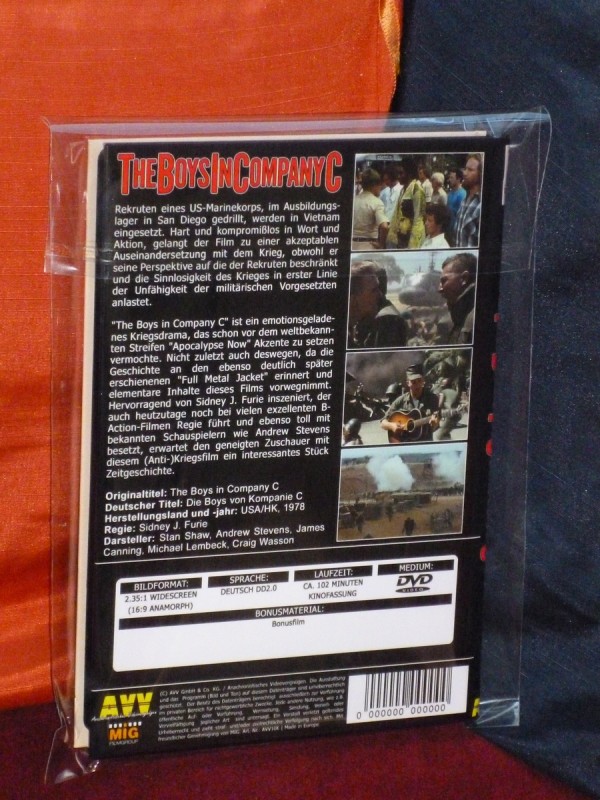 THE BOYS IN COMPANY C
Rekruten eines US-Marinekorps, im Ausbildungs-
lager in San Diego gedrillt, werden in Vietnam
eingesetzt. Hart und kompromißlos in Wort und
Aktion, gelangt der Film zu einer akzeptablen
Auseinandersetzung mit dem Krieg, obwohl er
seine Perspektive auf die der Rekruten beschränkt
und die Sinnlosigkeit des Krieges in erster Linie
der Unfähigkeit der militärischen Vorgesetzten
anlastet.
"The Boys in Company C" ist ein emotionsgelade-
nes Kriegsdrama, das schon vor dem weltbekann-
ten Streifen "Apocalypse Now" Akzente zu setzen
vermochte. Nicht zuletzt auch deswegen, da die
Geschichte an den ebenso deutlich später
erschienenen "Full Metal Jacket" erinnert und
elementare Inhalte dieses Films vorwegnimmt.
Hervorragend von Sidney J. Furie inszeniert, der
auch heutzutage noch bei vielen exzellenten B-
Action-Filmen Regie führt und ebenso toll mit
bekannten Schauspielern wie Andrew Stevens
besetzt, erwartet den geneigten Zuschauer mit
diesem (Anti-)Kriegsfilm ein interessantes Stück
Zeitgeschichte.
Originaltitel: The Boys in Company C
Deutscher Titel: Die Boys von Kompanie C
Herstellungsland und -jahr: USA/HK, 1978
Regie: Sidney J. Furie
Darsteller: Stan Shaw, Andrew Stevens, James
Canning, Michael Lembeck, Craig Wasson
BILDFORMAT: SPRACHE: LAUFZEIT: MEDIUM:
2.35:1 WIDESCREEN DEUTSCH DD2.0 CA. 102 MINUTEN DVD
(16:9 ANAMORPH) KINOFASSUNG VIDEO
BONUSMATERIAL:
Bonusfilm
AVV
MIG
(C) AVV GmbH & Co. KG.
0 000000 000000